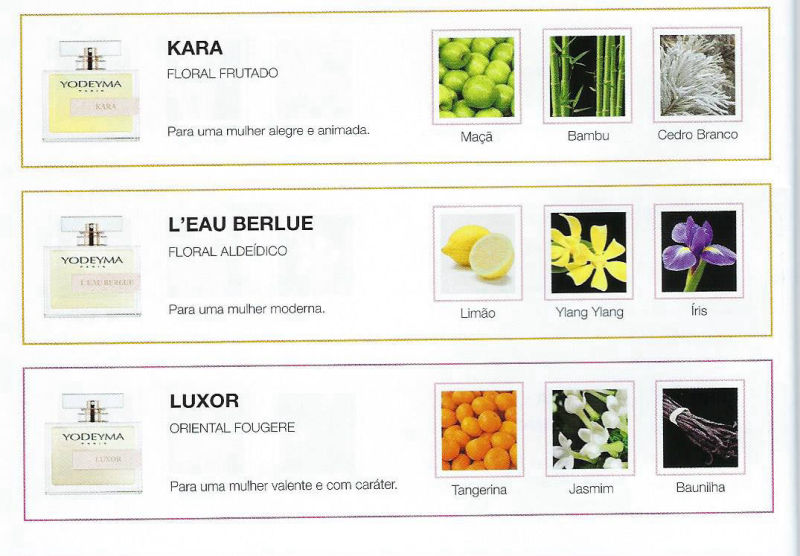 YODEYMA
PARIS
KARA
KARA
FLORAL FRUTADO
Para uma mulher alegre e animada.
Maçã
Bambu
Cedro Branco
YODEYMA
PARIS
L'EAU BERLUE
L'EAU BERLUE
FLORAL ALDEÍDICO
Para uma mulher moderna.
Limão
Ylang Ylang
Íris
YODEYMA
PARIS
LUXOR
LUXOR
ORIENTAL FOUGERE
Para uma mulher valente e com caráter.
Tangerina
Jasmim
Baunilha